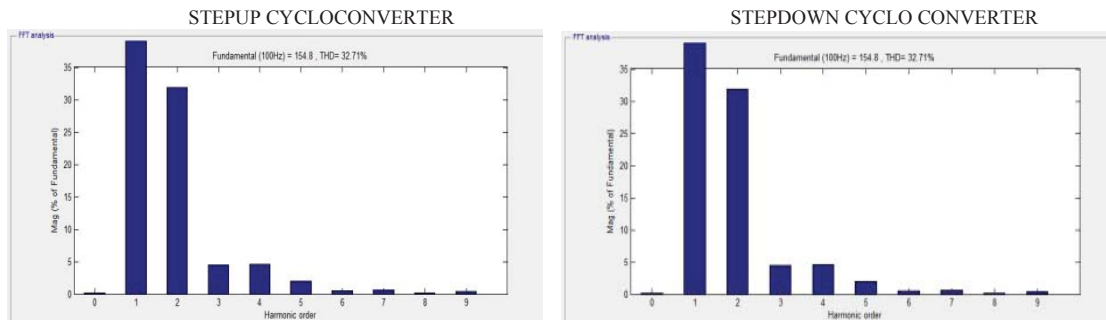 STEPUP CYCLOCONVERTER
FFT analysis
Fundamental (100Hz) = 154.8 , THD= 32.71%
35
30
25
20
15
10
5
0
Mag (% of Fundamental)
0 1 2 3 4 5 6 7 8 9
Harmonic order
STEPDOWN CYCLO CONVERTER
FFT analysis
Fundamental (100Hz) = 154.8 , THD= 32.71%
35
30
25
20
15
10
5
0
Mag (% of Fundamental)
0 1 2 3 4 5 6 7 8 9
Harmonic order